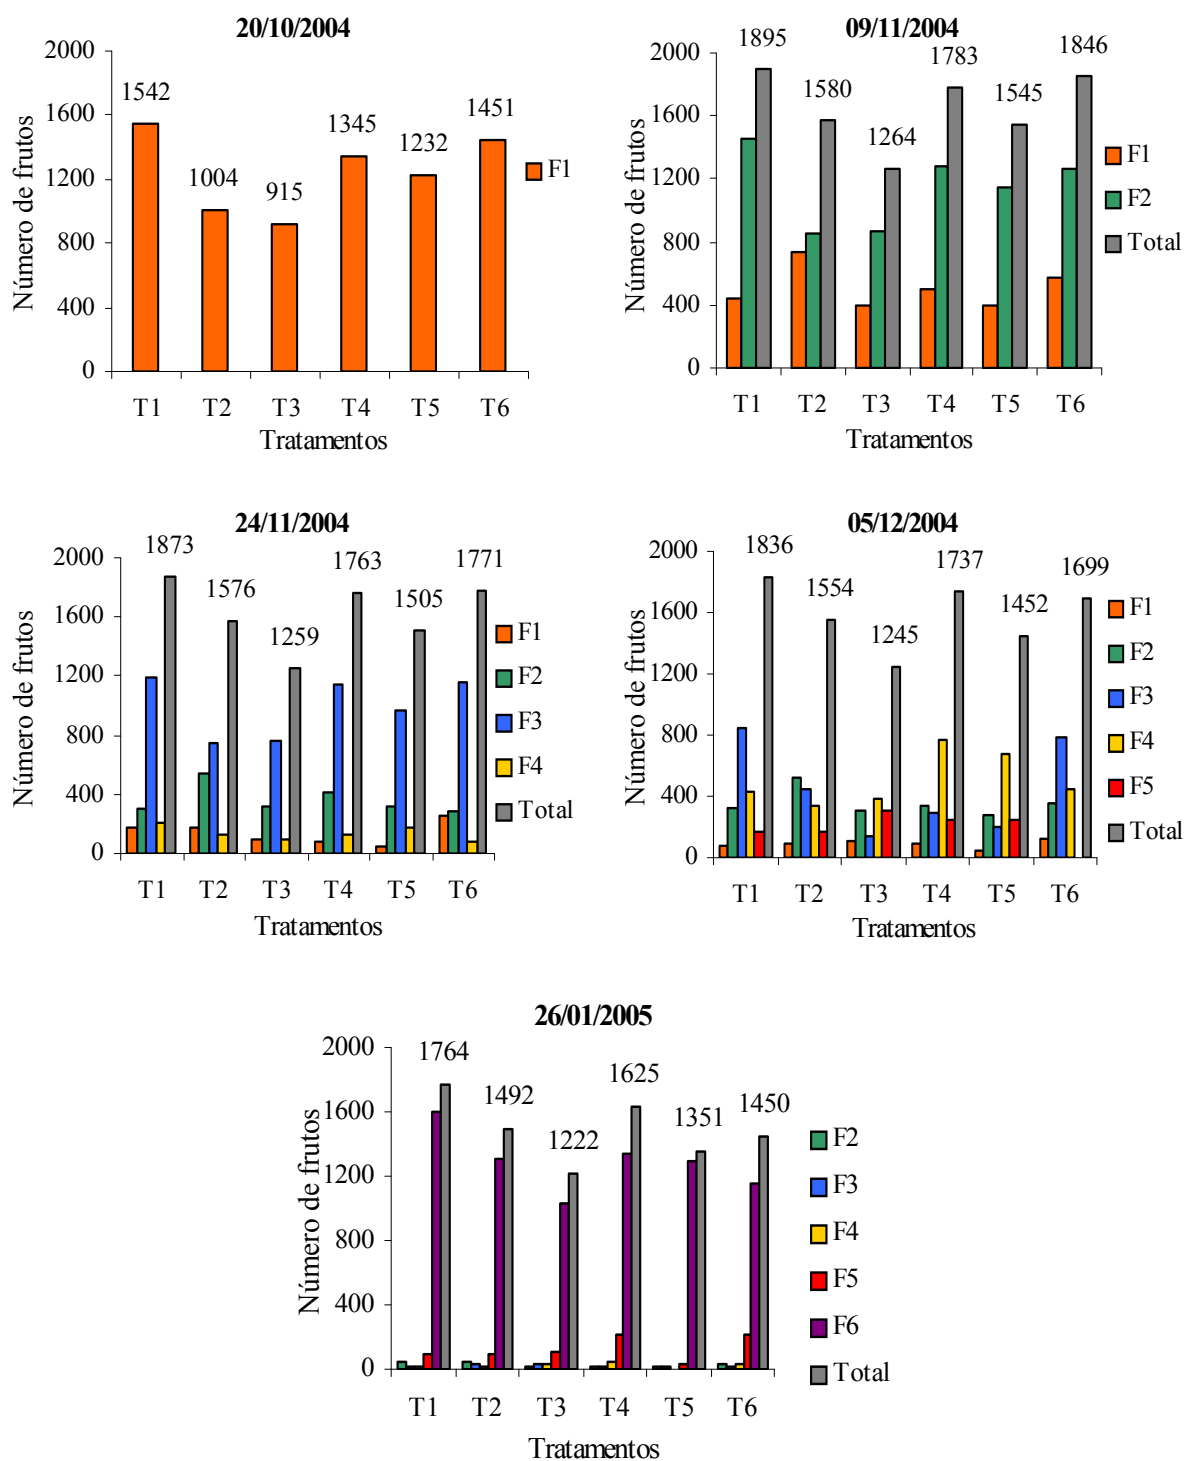 20/10/2004
Número de frutos
2000
1600
1200
800
400
0
1542
1004
915
1345
1232
1451
F1
T1 T2 T3 T4 T5 T6
Tratamentos
09/11/2004
Número de frutos
2000
1600
1200
800
400
0
1895
1580
1264
1783
1545
1846
F1
F2
Total
T1 T2 T3 T4 T5 T6
Tratamentos
24/11/2004
Número de frutos
2000
1600
1200
800
400
0
1873
1576
1259
1763
1505
1771
F1
F2
F3
F4
Total
T1 T2 T3 T4 T5 T6
Tratamentos
05/12/2004
Número de frutos
2000
1600
1200
800
400
0
1836
1554
1245
1737
1452
1699
F1
F2
F3
F4
F5
Total
T1 T2 T3 T4 T5 T6
Tratamentos
26/01/2005
Número de frutos
2000
1600
1200
800
400
0
1764
1492
1222
1625
1351
1450
F2
F3
F4
F5
F6
Total
T1 T2 T3 T4 T5 T6
Tratamentos